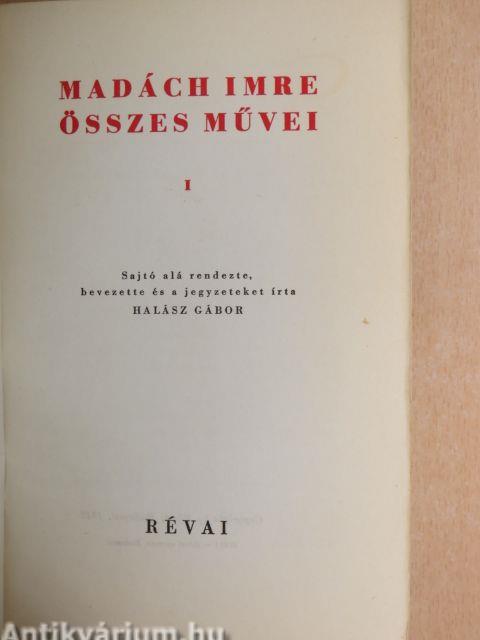 MADÁCH IMRE
ÖSSZES MŰVEI
I
Sajtó alá rendezte,
bevezette és a jegyzeteket írta
HALÁSZ GÁBOR
RÉVAI
Antikvárium.hu